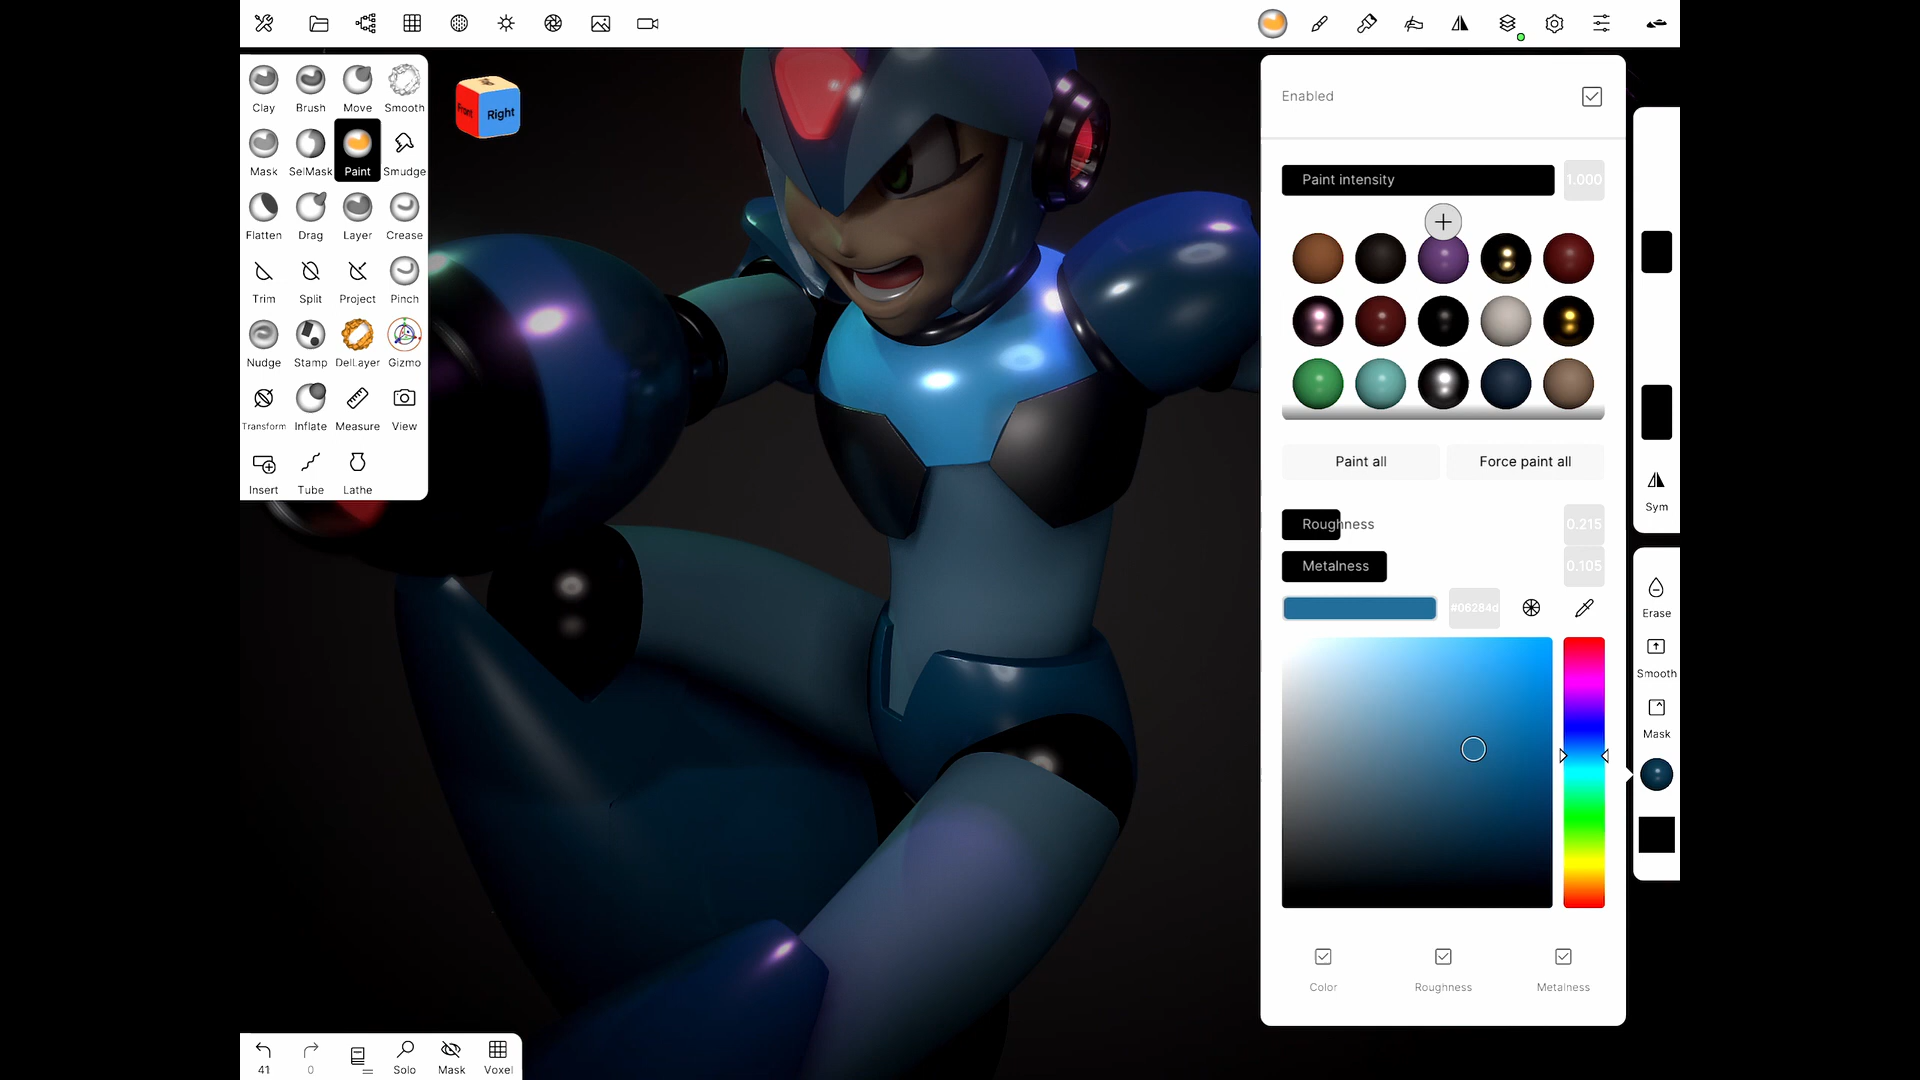 Clay Brush Move Smooth
Mask SelMask Paint Smudge
Flatten Drag Layer Crease
Trim Split Project Pinch
Nudge Stamp DelLayer Gizmo
Transform Inflate Measure View
Insert Tube Lathe
Front Right
Enabled
Paint intensity 1.000
Paint all Force paint all
Roughness 0.215
Metalness 0.105
#06284d
Color Roughness Metalness
Sym
Erase
Smooth
Mask
41 0 Solo Mask Voxel